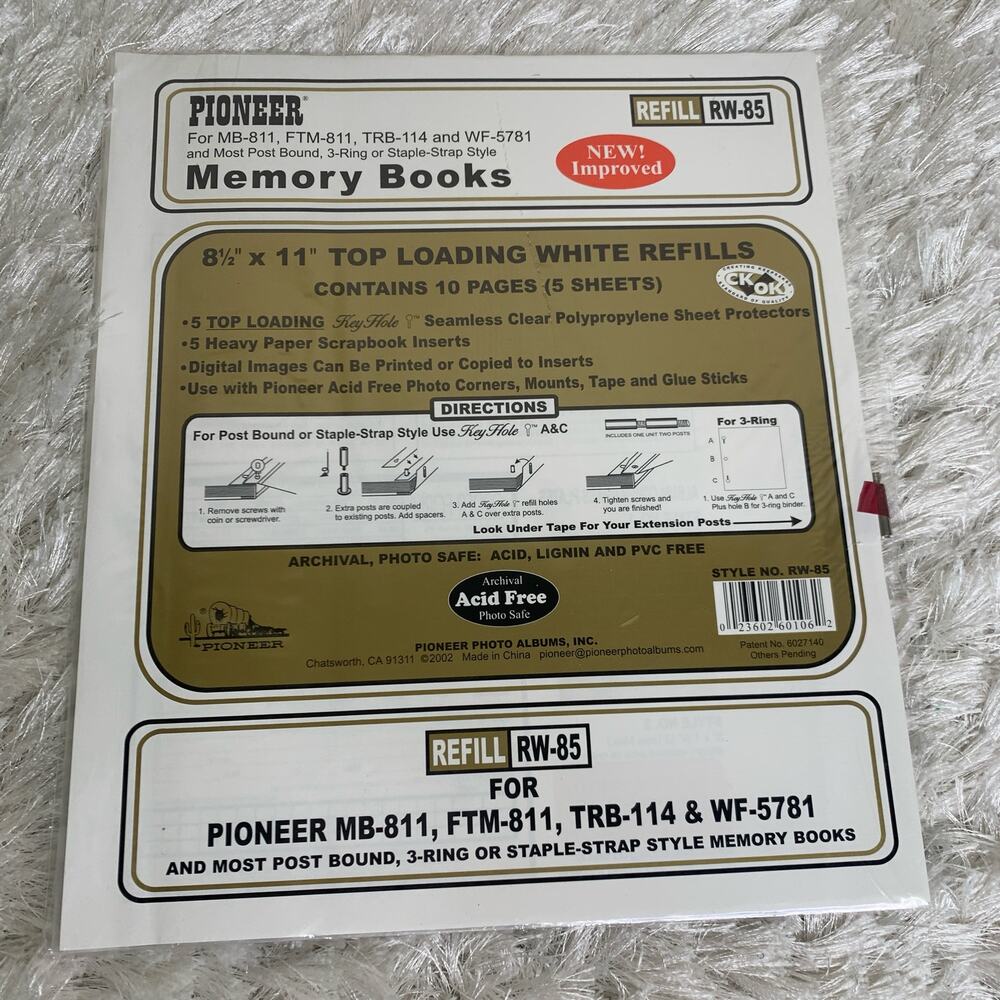 PIONEER®
REFILL RW-85
For MB-811, FTM-811, TRB-114 and WF-5781
and Most Post Bound, 3-Ring or Staple-Strap Style
Memory Books
NEW!
Improved
8½" x 11" TOP LOADING WHITE REFILLS
CONTAINS 10 PAGES (5 SHEETS)
CK OK
•5 TOP LOADING KeyHole ™ Seamless Clear Polypropylene Sheet Protectors
•5 Heavy Paper Scrapbook Inserts
•Digital Images Can Be Printed or Copied to Inserts
•Use with Pioneer Acid Free Photo Corners, Mounts, Tape and Glue Sticks
DIRECTIONS
For Post Bound or Staple-Strap Style Use KeyHole ™ A&C
INCLUDES ONE UNIT TWO POSTS
For 3-Ring
A
B
C
1. Remove screws with
coin or screwdriver.
2. Extra posts are coupled
to existing posts. Add spacers.
3. Add KeyHole ™ refill holes
A & C over extra posts.
4. Tighten screws and
you are finished!
1. Use KeyHole ™ A and C
Plus hole B for 3-ring binder.
Look Under Tape For Your Extension Posts
ARCHIVAL, PHOTO SAFE: ACID, LIGNIN AND PVC FREE
STYLE NO. RW-85
Archival
Acid Free
Photo Safe
0 23602 60106 2
®
PIONEER
PIONEER PHOTO ALBUMS, INC.
Chatsworth, CA 91311 ©2002 Made in China pioneer@pioneerphotoalbums.com
Patent No. 6027140
Others Pending
REFILL RW-85
FOR
PIONEER MB-811, FTM-811, TRB-114 & WF-5781
AND MOST POST BOUND, 3-RING OR STAPLE-STRAP STYLE MEMORY BOOKS